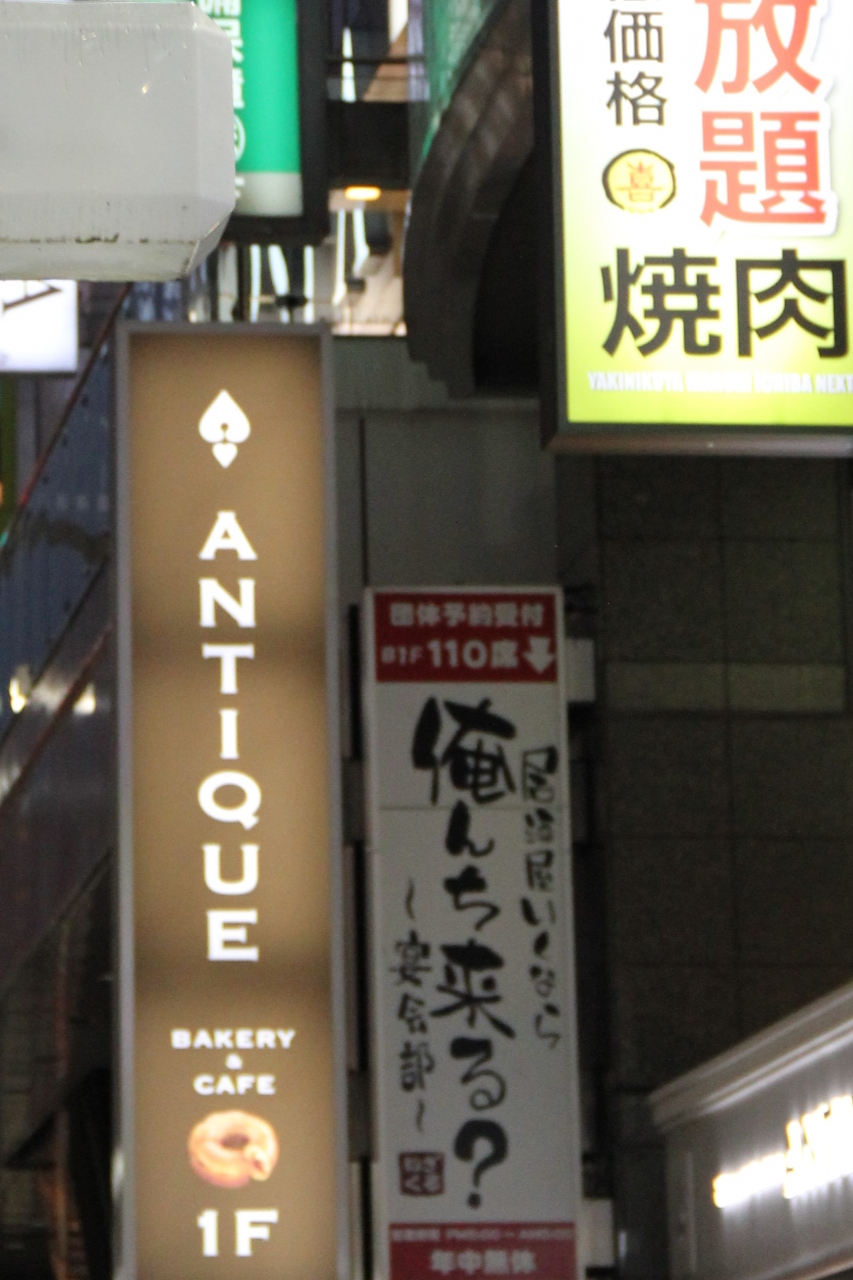 価格
放題
喜
焼肉
ANTIQUE
BAKERY
&
CAFE
1F
団体予約受付
B1F 110席
居酒屋いくなら
俺んち来る?
~宴会部~
年中無休